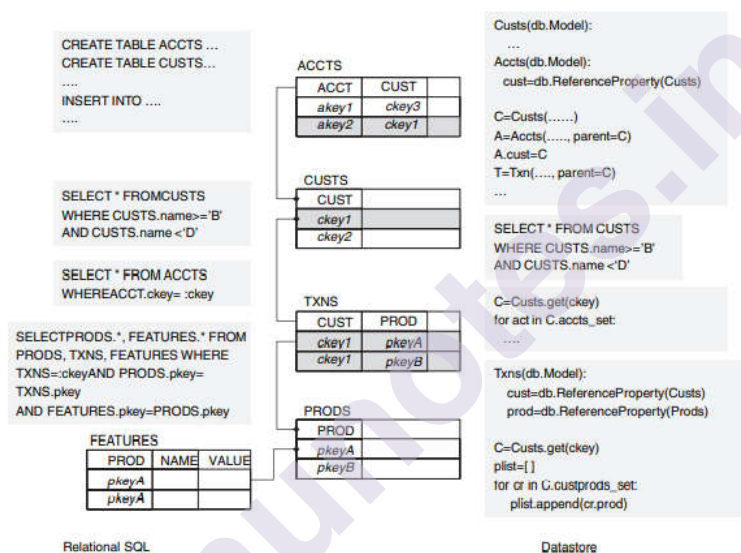 CREATE TABLE ACCTS ...
CREATE TABLE CUSTS...
....
INSERT INTO ....
....
SELECT * FROMCUSTS
WHERE CUSTS.name>='B'
AND CUSTS.name <'D'
SELECT * FROM ACCTS
WHEREACCT.ckey= :ckey
SELECTPRODS.*, FEATURES.* FROM
PRODS, TXNS, FEATURES WHERE
TXNS=:ckeyAND PRODS.pkey=
TXNS.pkey
AND FEATURES.pkey=PRODS.pkey
FEATURES
PROD NAME VALUE
pkeyA
pkeyA
Relational SQL
ACCTS
ACCT CUST
akey1 ckey3
akey2 ckey1
CUSTS
CUST
ckey1
ckey2
TXNS
CUST PROD
ckey1 pkeyA
ckey1 pkeyB
PRODS
PROD
pkeyA
pkeyB
Custs(db.Model):
...
Accts(db.Model):
cust=db.ReferenceProperty(Custs)
C=Custs(......)
A=Accts(....., parent=C)
A.cust=C
T=Txn(...., parent=C)
...
SELECT * FROM CUSTS
WHERE CUSTS.name>='B'
AND CUSTS.name <'D'
C=Custs.get(ckey)
for act in C.accts_set:
....
Txns(db.Model):
cust=db.ReferenceProperty(Custs)
prod=db.ReferenceProperty(Prods)
C=Custs.get(ckey)
plist=[ ]
for cr in C.custprods_set:
plist.append(cr.prod)
Datastore
munotes.in